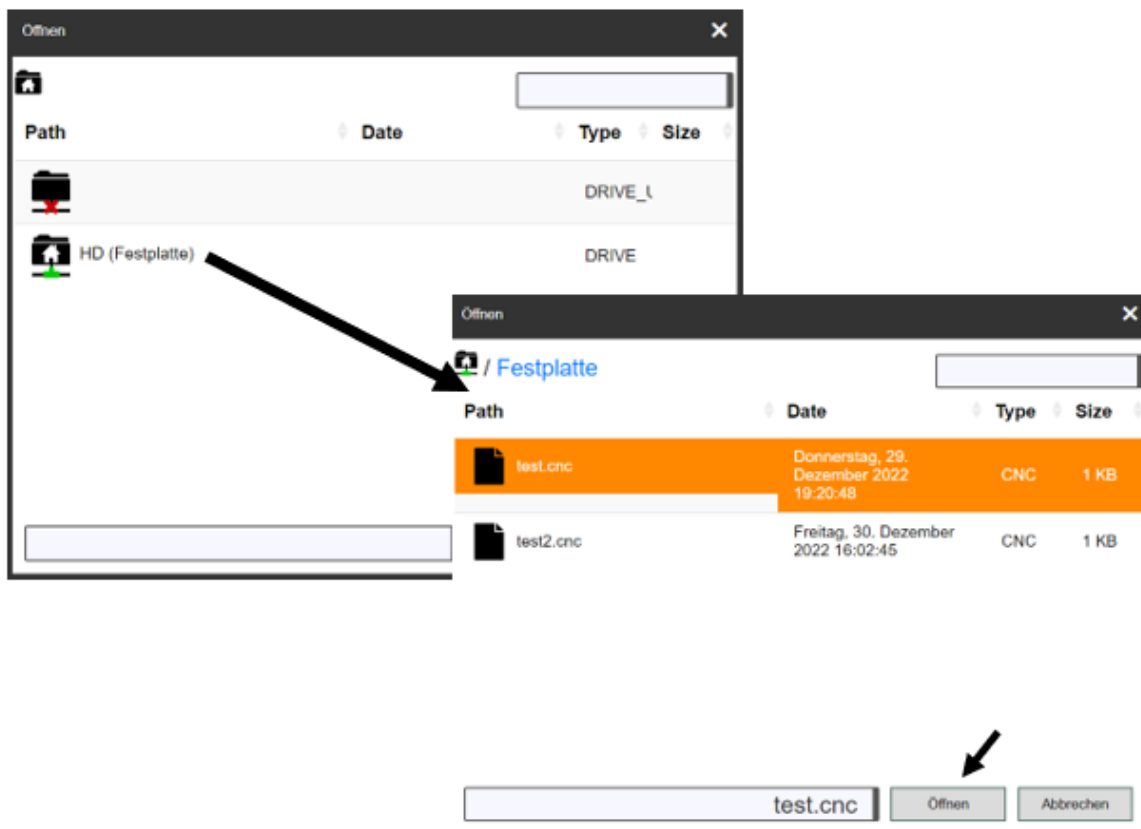 Öffnen
Path Date Type Size
DRIVE_U
HD (Festplatte) DRIVE
Öffnen
/ Festplatte
Path Date Type Size
test.cnc Donnerstag, 29. Dezember 2022 19:20:48 CNC 1 KB
test2.cnc Freitag, 30. Dezember 2022 16:02:45 CNC 1 KB
test.cnc Öffnen Abbrechen